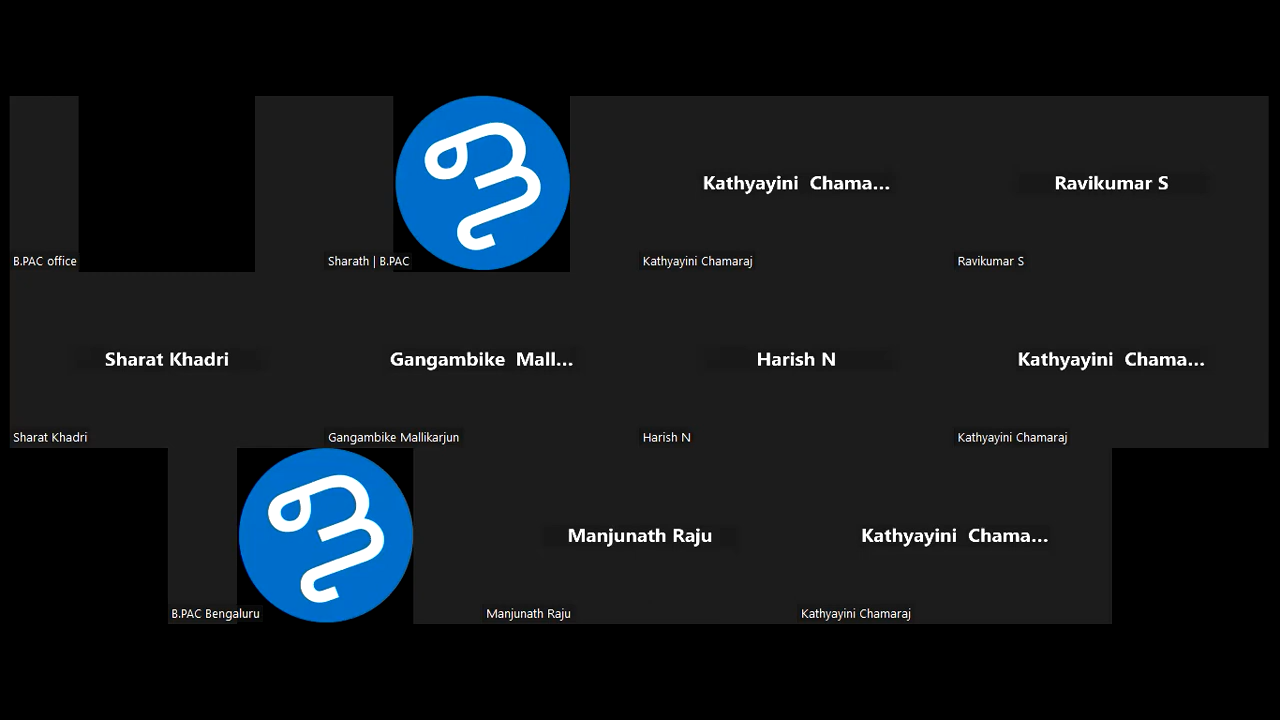 Kathyayini Chama...
Ravikumar S
B.PAC office
Sharath | B.PAC
Kathyayini Chamaraj
Ravikumar S
Sharat Khadri
Gangambike Mall...
Harish N
Kathyayini Chama...
Sharat Khadri
Gangambike Mallikarjun
Harish N
Kathyayini Chamaraj
Manjunath Raju
Kathyayini Chama...
B.PAC Bengaluru
Manjunath Raju
Kathyayini Chamaraj